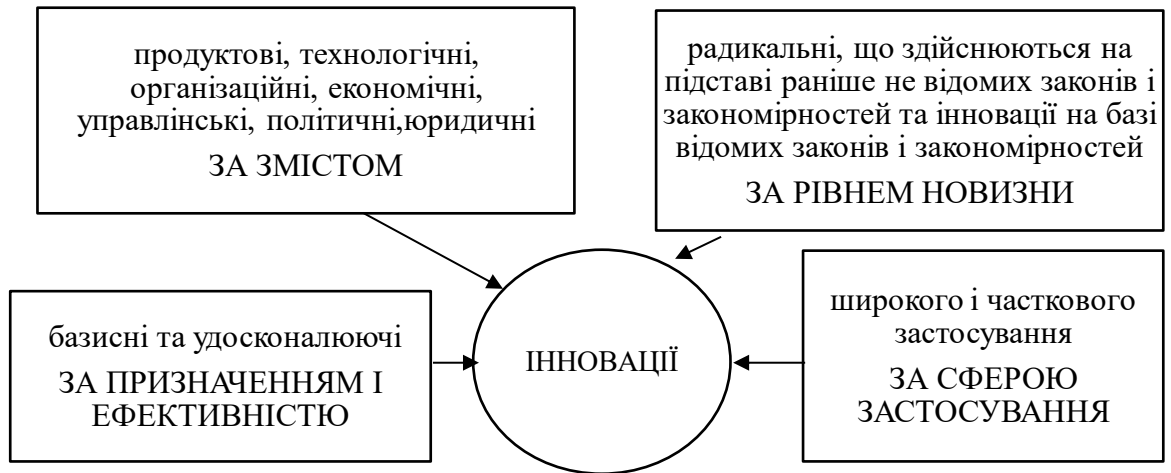 продуктові, технологічні,
організаційні, економічні,
управлінські, політичні,юридичні
ЗА ЗМІСТОМ
радикальні, що здійснюються на
підставі раніше не відомих законів і
закономірностей та інновації на базі
відомих законів і закономірностей
ЗА РІВНЕМ НОВИЗНИ
базисні та удосконалюючі
ЗА ПРИЗНАЧЕННЯМ І
ЕФЕКТИВНІСТЮ
ІННОВАЦІЇ
широкого і часткового
застосування
ЗА СФЕРОЮ
ЗАСТОСУВАННЯ